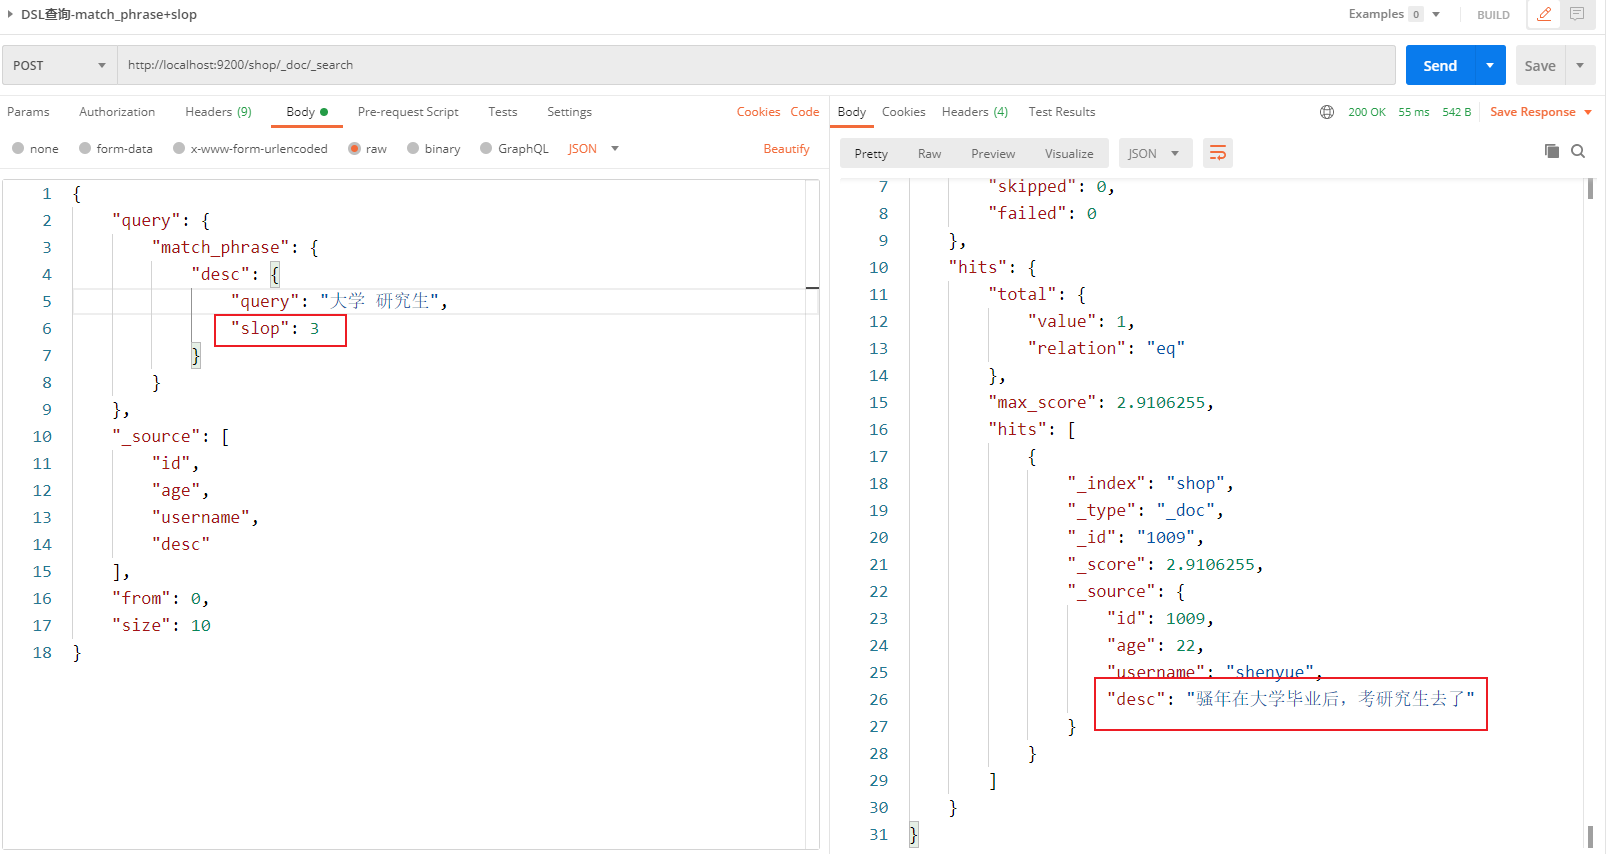 DSL查询-match_phrase+slop
Examples 0
BUILD
POST
http://localhost:9200/shop/_doc/_search
Send
Save
Params Authorization Headers (9) Body Pre-request Script Tests Settings
Cookies Code
none form-data x-www-form-urlencoded raw binary GraphQL JSON
Beautify
1 {
2 "query": {
3 "match_phrase": {
4 "desc": {
5 "query": "大学 研究生",
6 "slop": 3
7 }
8 }
9 },
10 "_source": [
11 "id",
12 "age",
13 "username",
14 "desc"
15 ],
16 "from": 0,
17 "size": 10
18 }
Body Cookies Headers (4) Test Results
200 OK 55 ms 542 B Save Response
Pretty Raw Preview Visualize JSON
7 "skipped": 0,
8 "failed": 0
9 },
10 "hits": {
11 "total": {
12 "value": 1,
13 "relation": "eq"
14 },
15 "max_score": 2.9106255,
16 "hits": [
17 {
18 "_index": "shop",
19 "_type": "_doc",
20 "_id": "1009",
21 "_score": 2.9106255,
22 "_source": {
23 "id": 1009,
24 "age": 22,
25 "username": "shenyue",
26 "desc": "骚年在大学毕业后，考研究生去了"
27 }
28 }
29 ]
30 }
31 }